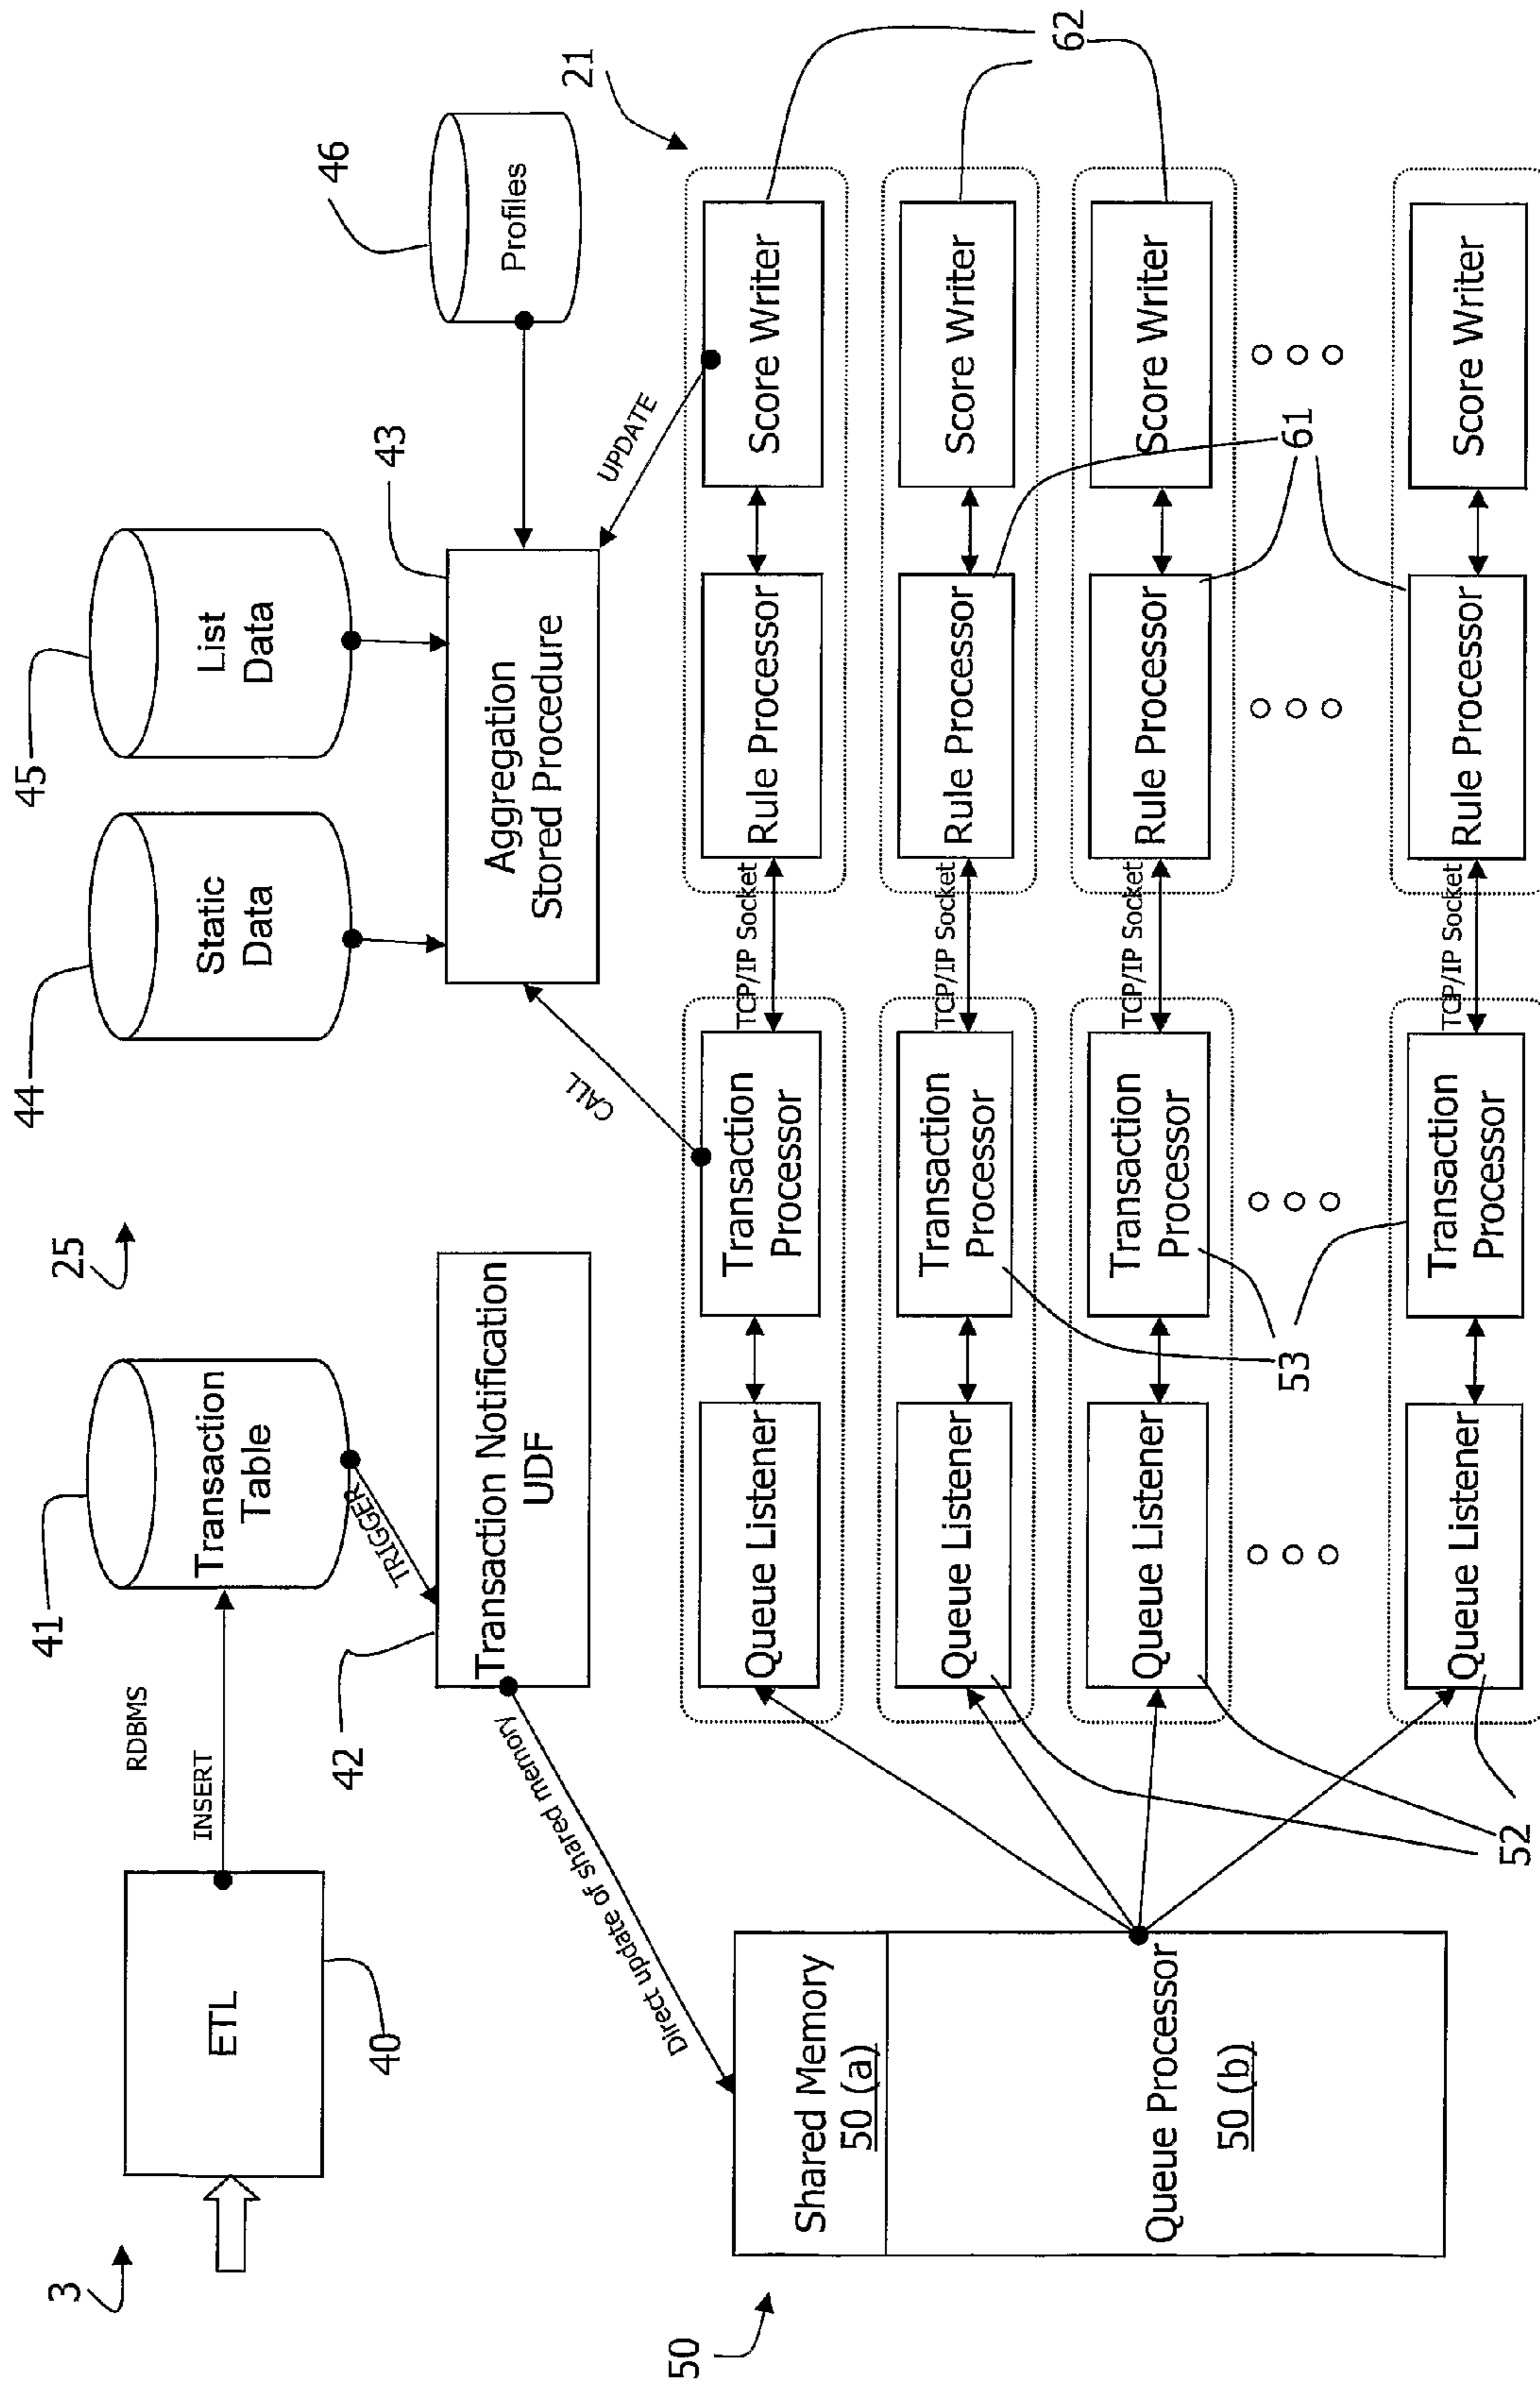 3
25
41
44
45
46
RDBMS
INSERT
ETL
40
Transaction
Table
TRIGGER
42
Transaction Notification
UDF
Static
Data
List
Data
43
Aggregation
Stored Procedure
Profiles
Direct update of shared memory
CALL
UPDATE
21
50
Shared Memory
50 (a)
Queue Processor
50 (b)
Queue Listener
Transaction
Processor
TCP/IP Socket
Rule Processor
Score Writer
Queue Listener
Transaction
Processor
TCP/IP Socket
Rule Processor
Score Writer
Queue Listener
Transaction
Processor
TCP/IP Socket
Rule Processor
Score Writer
62
53
61
Queue Listener
Transaction
Processor
TCP/IP Socket
Rule Processor
Score Writer
52